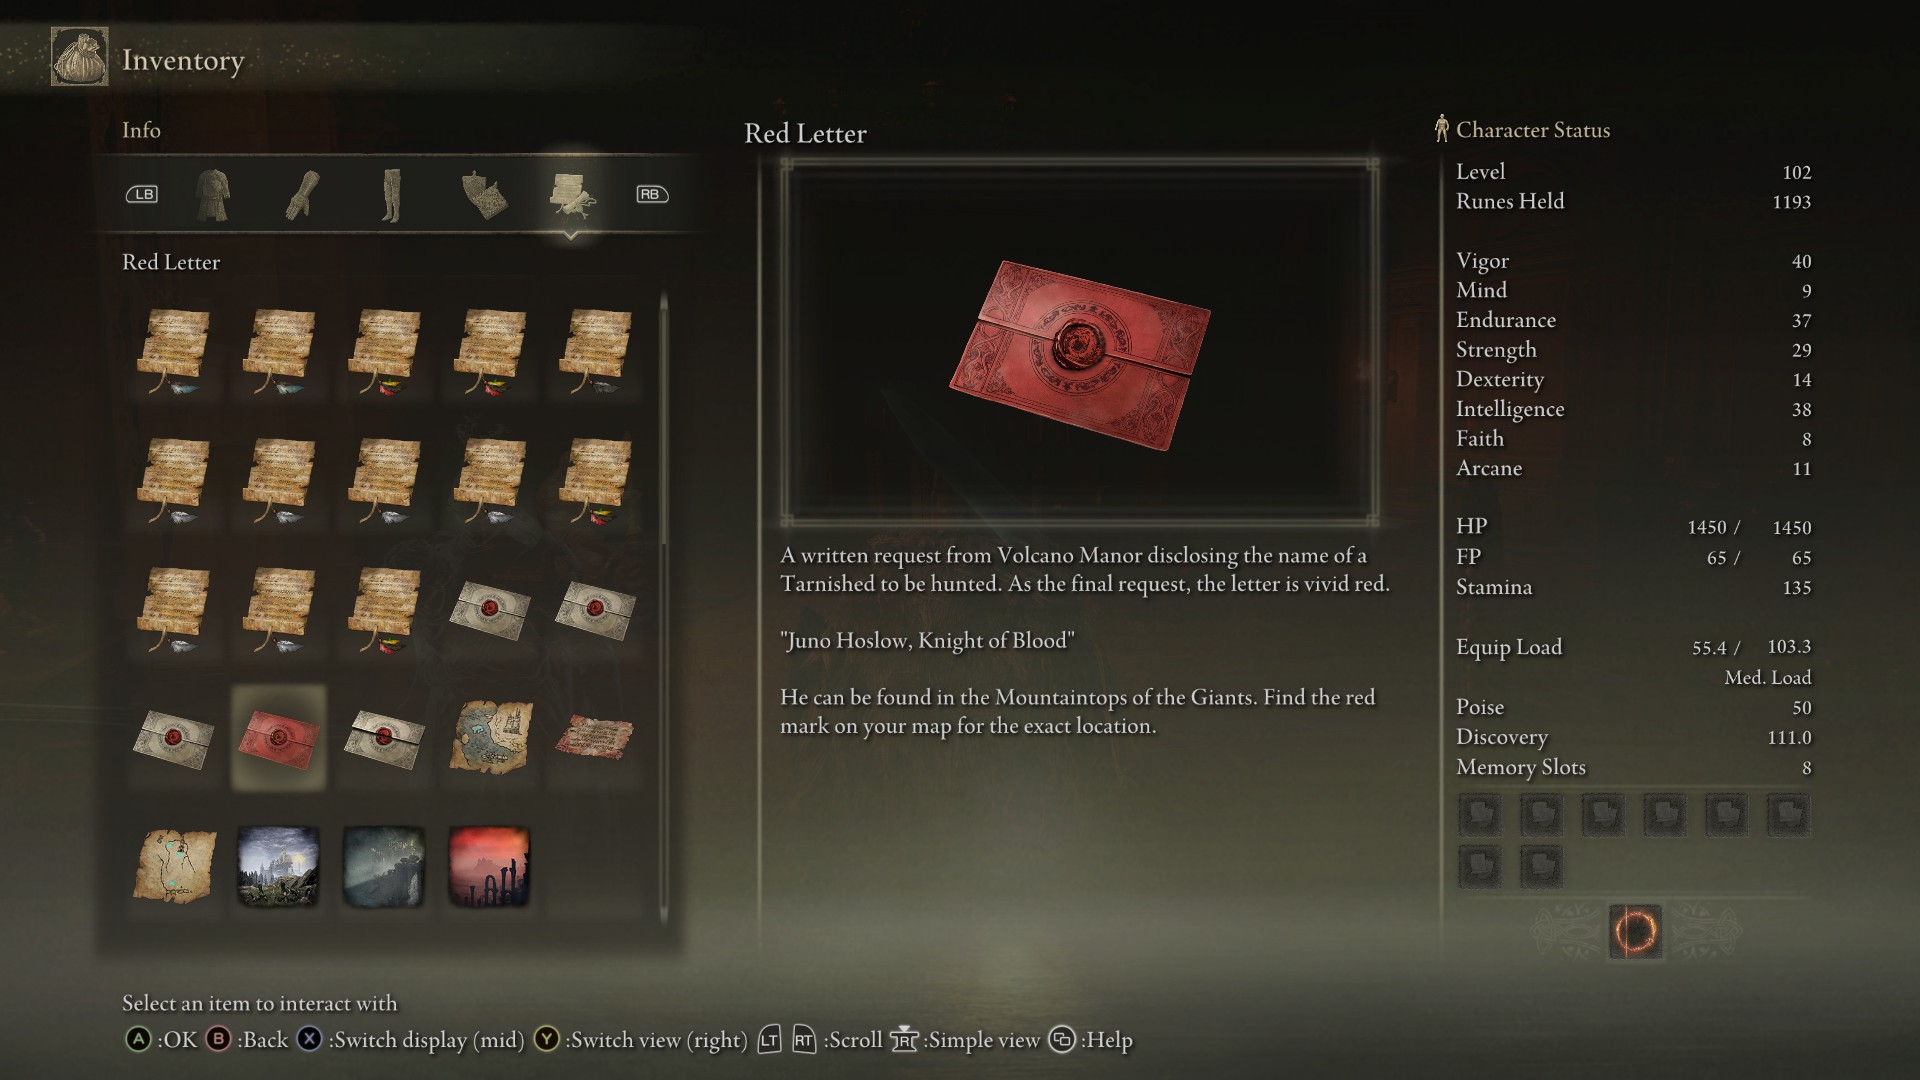 Inventory
Info
LB
RB
Red Letter
Red Letter
A written request from Volcano Manor disclosing the name of a
Tarnished to be hunted. As the final request, the letter is vivid red.
"Juno Hoslow, Knight of Blood"
He can be found in the Mountaintops of the Giants. Find the red
mark on your map for the exact location.
Character Status
Level 102
Runes Held 1193
Vigor 40
Mind 9
Endurance 37
Strength 29
Dexterity 14
Intelligence 38
Faith 8
Arcane 11
HP 1450 / 1450
FP 65 / 65
Stamina 135
Equip Load 55.4 / 103.3
Med. Load
Poise 50
Discovery 111.0
Memory Slots 8
Select an item to interact with
A :OK B :Back X :Switch display (mid) Y :Switch view (right) LT RT :Scroll R :Simple view :Help